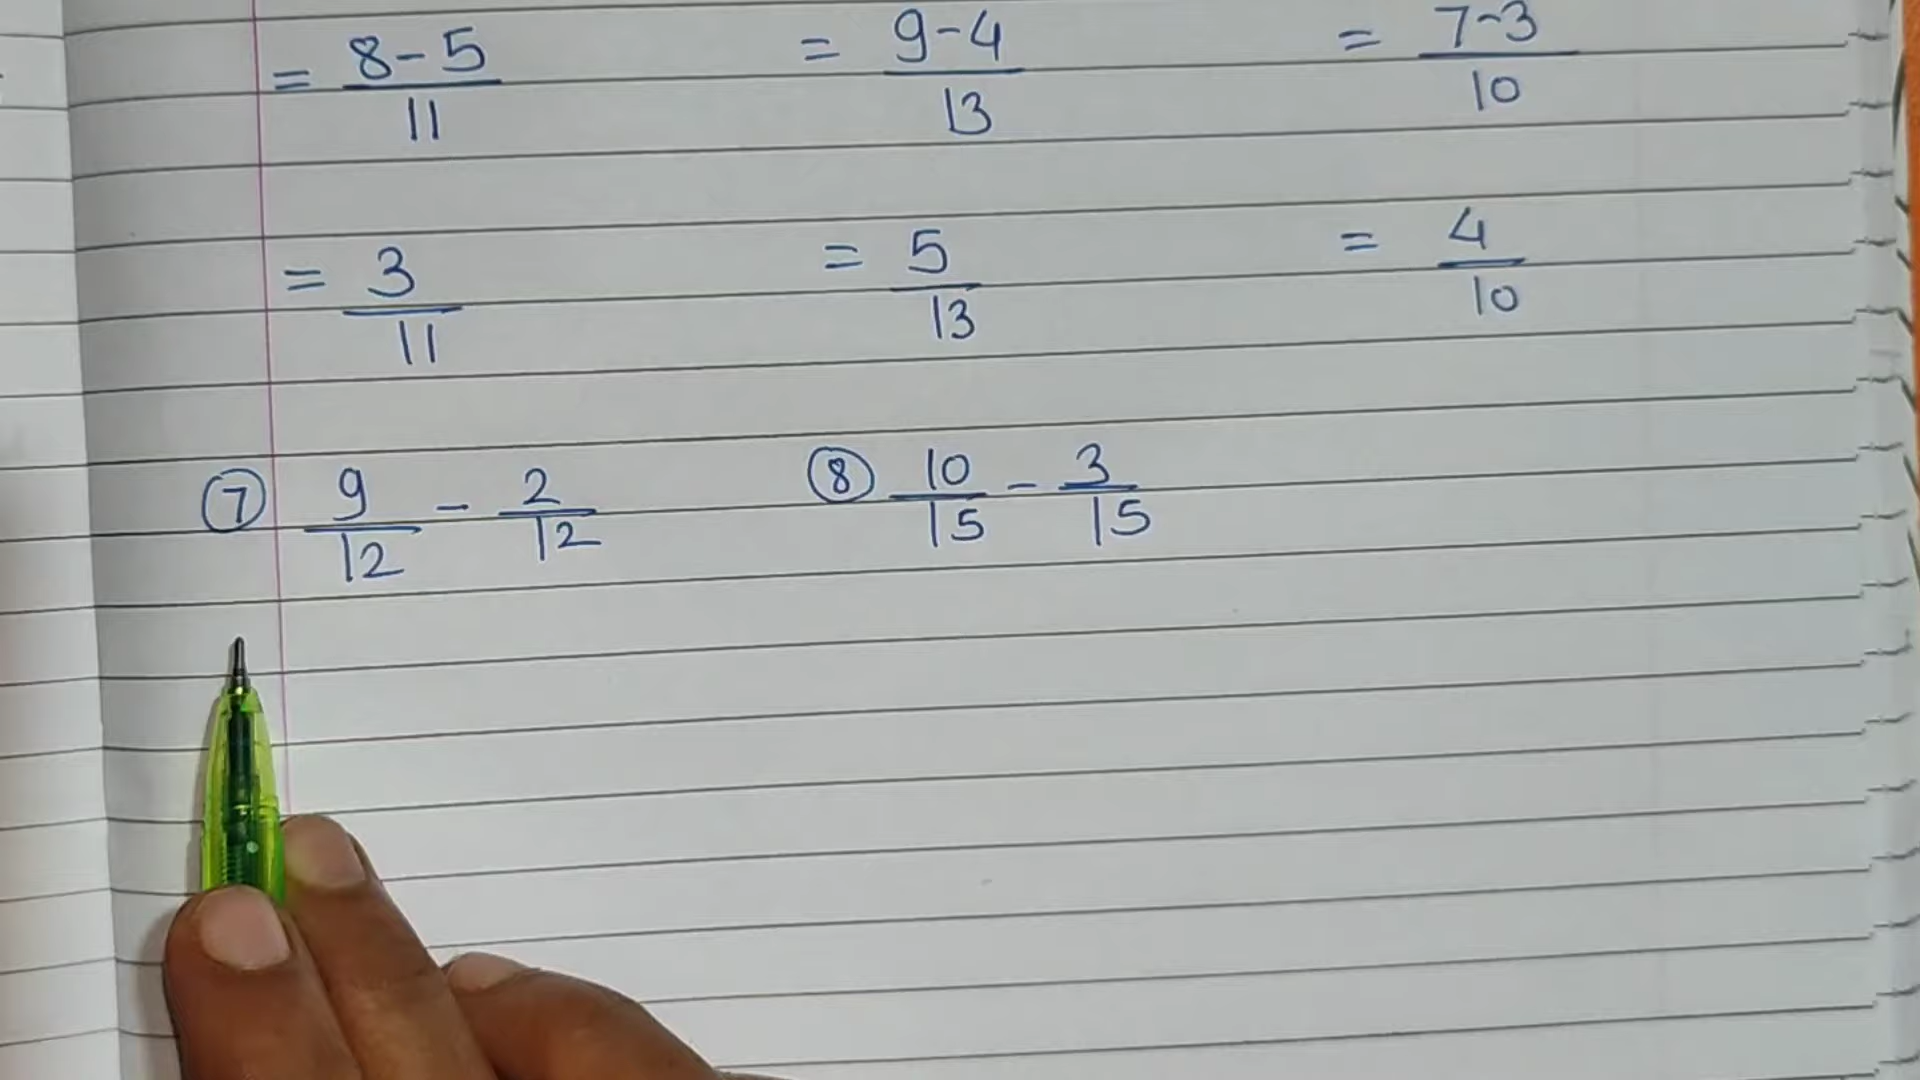 = 8-5/11 = 9-4/13 = 7-3/10
= 3/11 = 5/13 = 4/10
⑦ 9/12 - 2/12 ⑧ 10/15 - 3/15